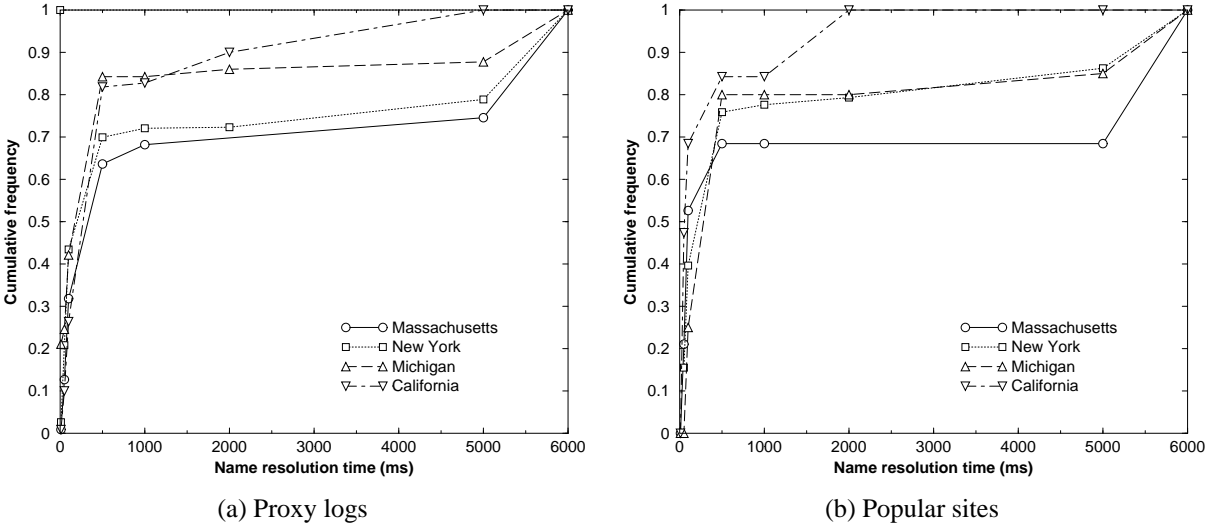 1
0.9
0.8
0.7
0.6
0.5
0.4
0.3
0.2
0.1
0
Cumulative frequency
0 1000 2000 3000 4000 5000 6000
Name resolution time (ms)
Massachusetts
New York
Michigan
California
(a) Proxy logs
1
0.9
0.8
0.7
0.6
0.5
0.4
0.3
0.2
0.1
0
Cumulative frequency
0 1000 2000 3000 4000 5000 6000
Name resolution time (ms)
Massachusetts
New York
Michigan
California
(b) Popular sites